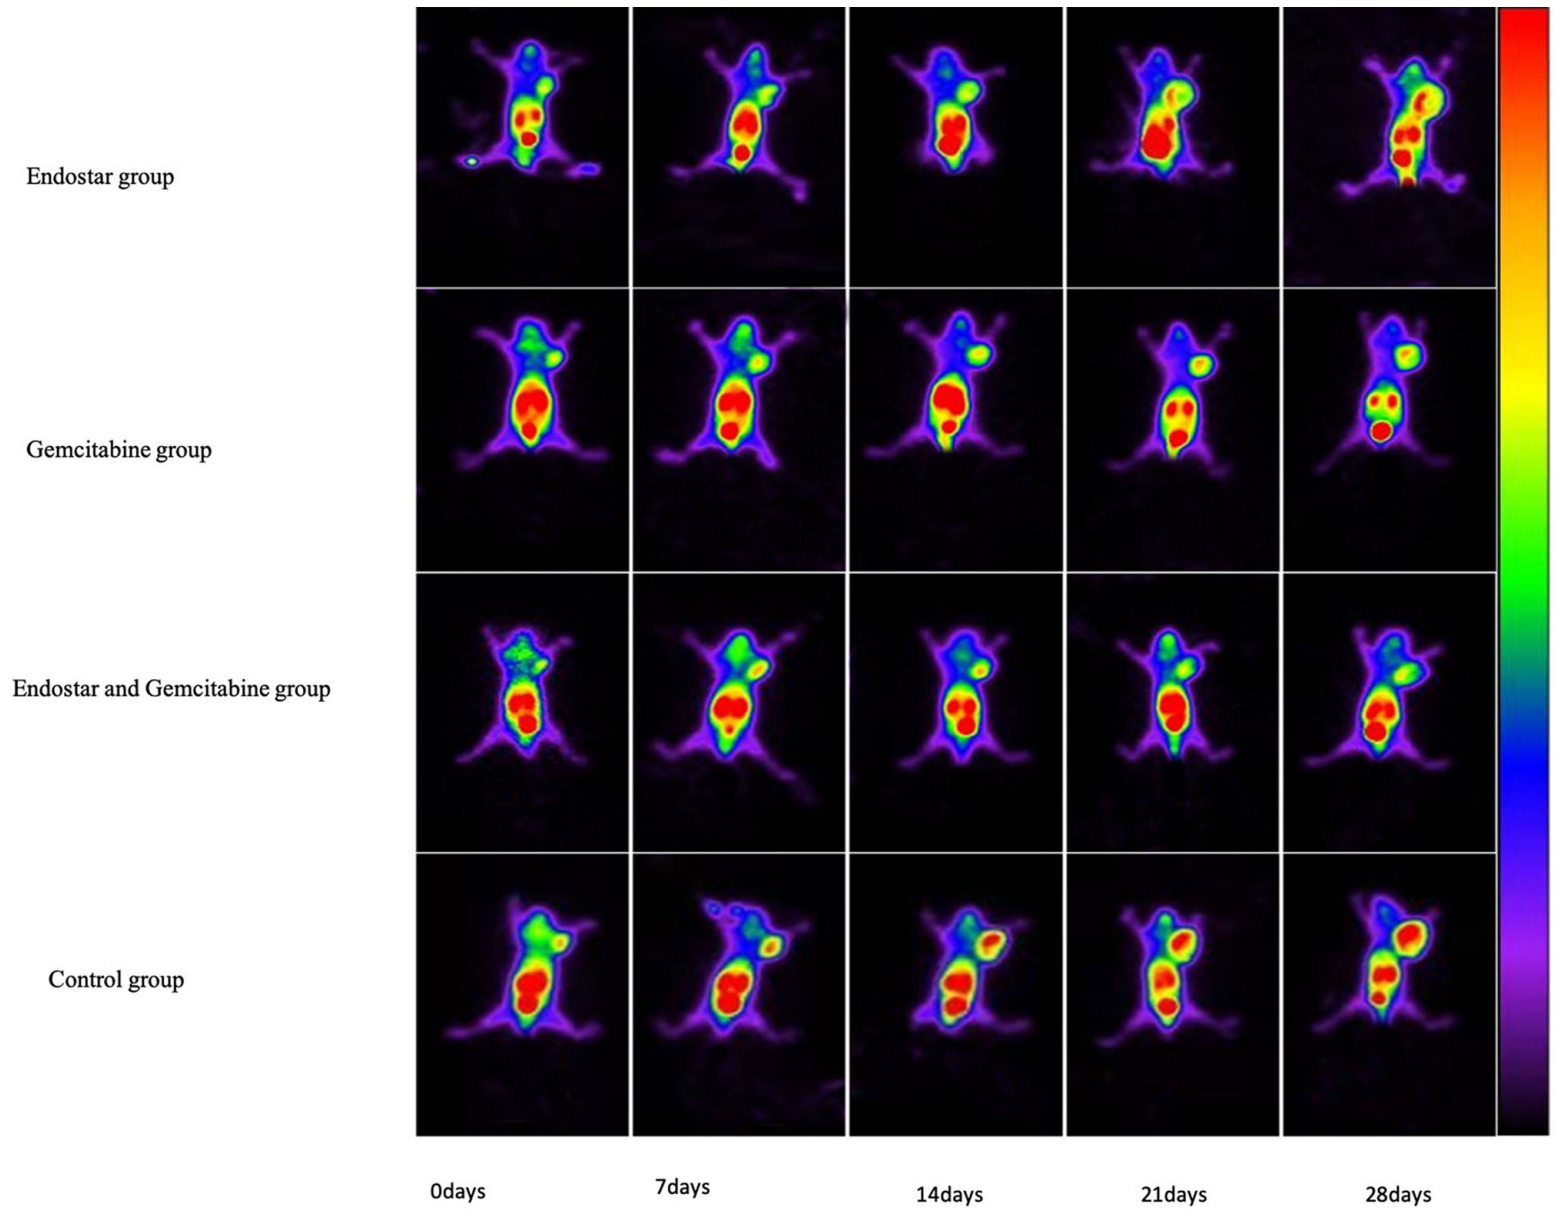 Endostar group
Gemcitabine group
Endostar and Gemcitabine group
Control group
0days
7days
14days
21days
28days